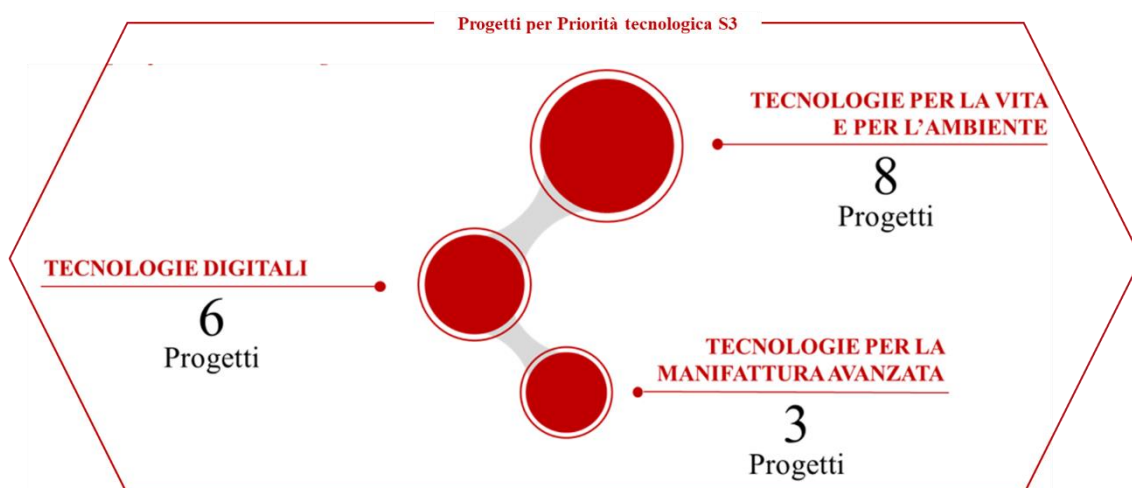 Progetti per Priorità tecnologica S3
TECNOLOGIE PER LA VITA
E PER L'AMBIENTE
8
Progetti
TECNOLOGIE DIGITALI
6
Progetti
TECNOLOGIE PER LA
MANIFATTURA AVANZATA
3
Progetti